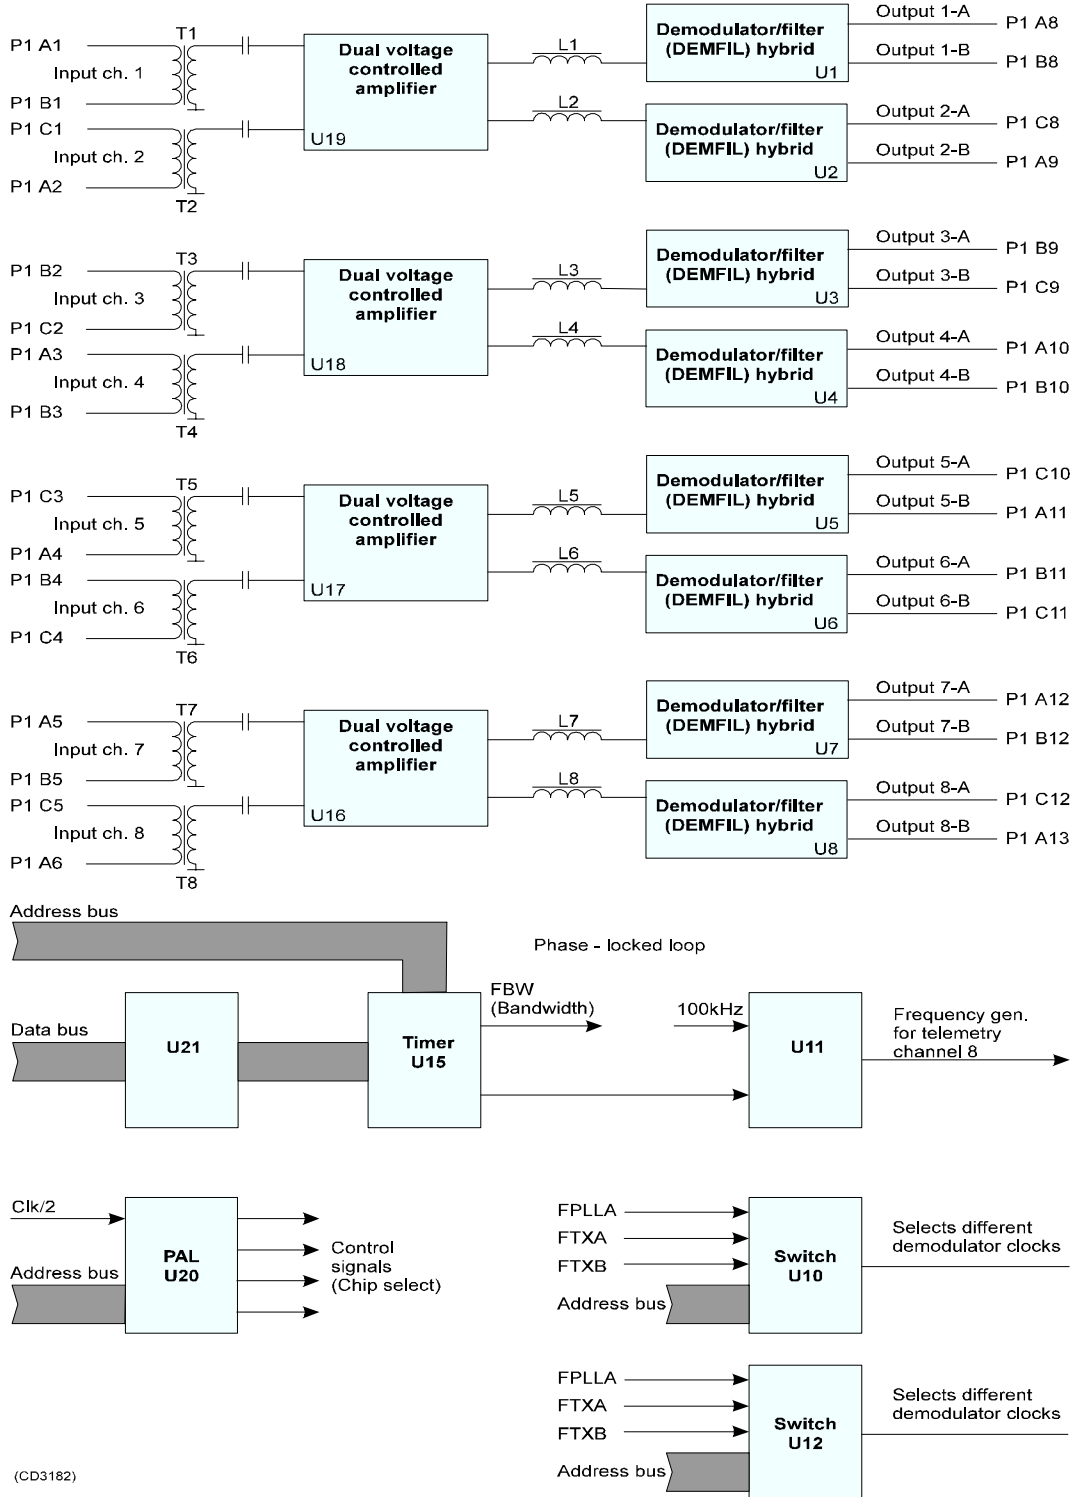 P1 A1
T1
Input ch. 1
P1 B1
P1 C1
Input ch. 2
P1 A2
T2
Dual voltage
controlled
amplifier
U19
L1
L2
Demodulator/filter
(DEMFIL) hybrid
U1
Output 1-A
P1 A8
Output 1-B
P1 B8
Demodulator/filter
(DEMFIL) hybrid
U2
Output 2-A
P1 C8
Output 2-B
P1 A9
P1 B2
T3
Input ch. 3
P1 C2
P1 A3
Input ch. 4
P1 B3
T4
Dual voltage
controlled
amplifier
U18
L3
L4
Demodulator/filter
(DEMFIL) hybrid
U3
Output 3-A
P1 B9
Output 3-B
P1 C9
Demodulator/filter
(DEMFIL) hybrid
U4
Output 4-A
P1 A10
Output 4-B
P1 B10
P1 C3
T5
Input ch. 5
P1 A4
P1 B4
Input ch. 6
P1 C4
T6
Dual voltage
controlled
amplifier
U17
L5
L6
Demodulator/filter
(DEMFIL) hybrid
U5
Output 5-A
P1 C10
Output 5-B
P1 A11
Demodulator/filter
(DEMFIL) hybrid
U6
Output 6-A
P1 B11
Output 6-B
P1 C11
P1 A5
T7
Input ch. 7
P1 B5
P1 C5
Input ch. 8
P1 A6
T8
Dual voltage
controlled
amplifier
U16
L7
L8
Demodulator/filter
(DEMFIL) hybrid
U7
Output 7-A
P1 A12
Output 7-B
P1 B12
Demodulator/filter
(DEMFIL) hybrid
U8
Output 8-A
P1 C12
Output 8-B
P1 A13
Address bus
Phase - locked loop
Data bus
U21
Timer
U15
FBW
(Bandwidth)
100kHz
U11
Frequency gen.
for telemetry
channel 8
Clk/2
Address bus
PAL
U20
Control
signals
(Chip select)
FPLLA
FTXA
FTXB
Address bus
Switch
U10
Selects different
demodulator clocks
FPLLA
FTXA
FTXB
Address bus
Switch
U12
Selects different
demodulator clocks
(CD3182)